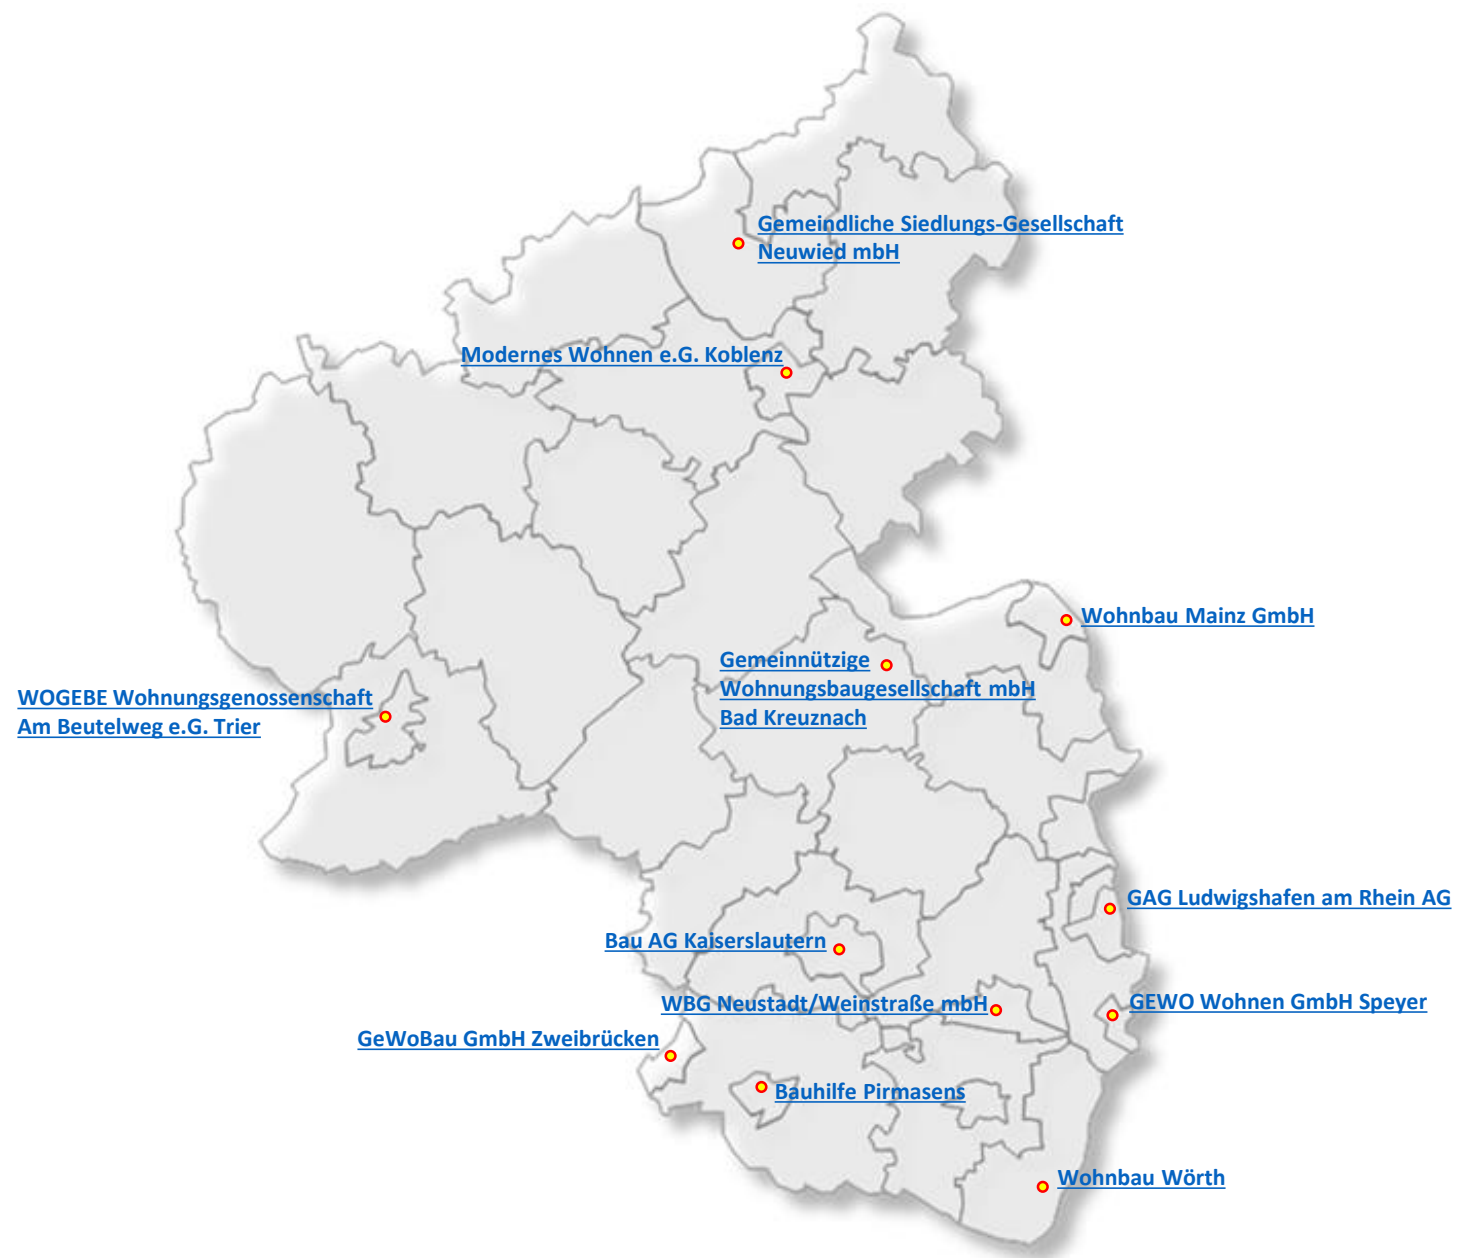 Gemeindliche Siedlungs-Gesellschaft
Neuwied mbH
Modernes Wohnen e.G. Koblenz
Wohnbau Mainz GmbH
Gemeinnützige
Wohnungsbaugesellschaft mbH
Bad Kreuznach
WOGEBE Wohnungsgenossenschaft
Am Beutelweg e.G. Trier
GAG Ludwigshafen am Rhein AG
Bau AG Kaiserslautern
WBG Neustadt/Weinstraße mbH
GEWO Wohnen GmbH Speyer
GeWoBau GmbH Zweibrücken
Bauhilfe Pirmasens
Wohnbau Wörth